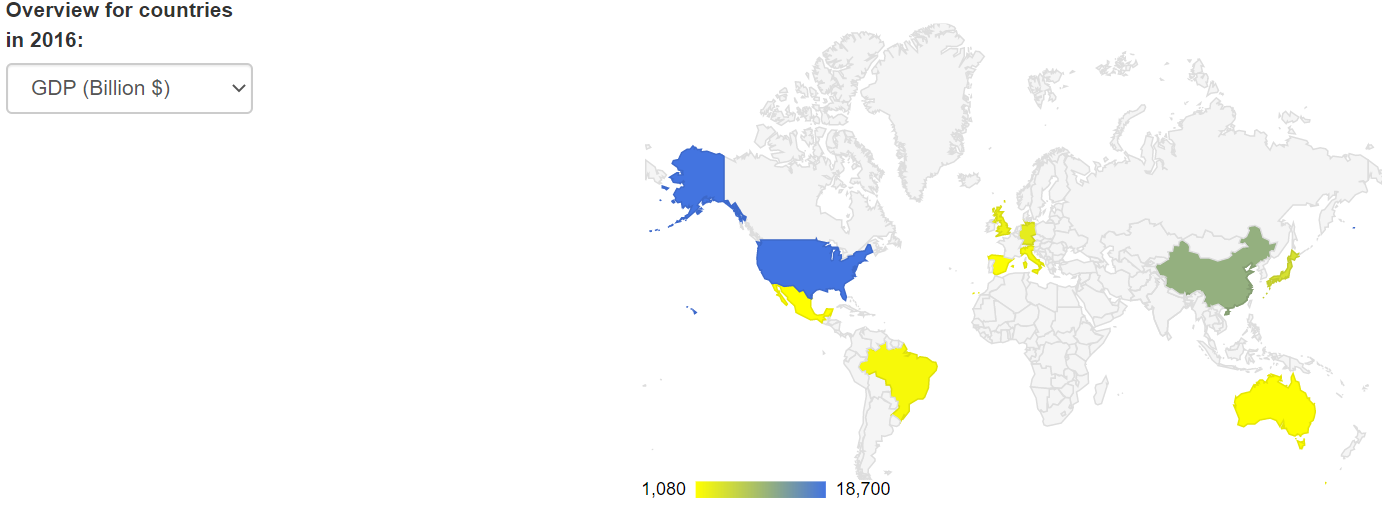 Overview for countries
in 2016:
GDP (Billion $)
1,080
18,700